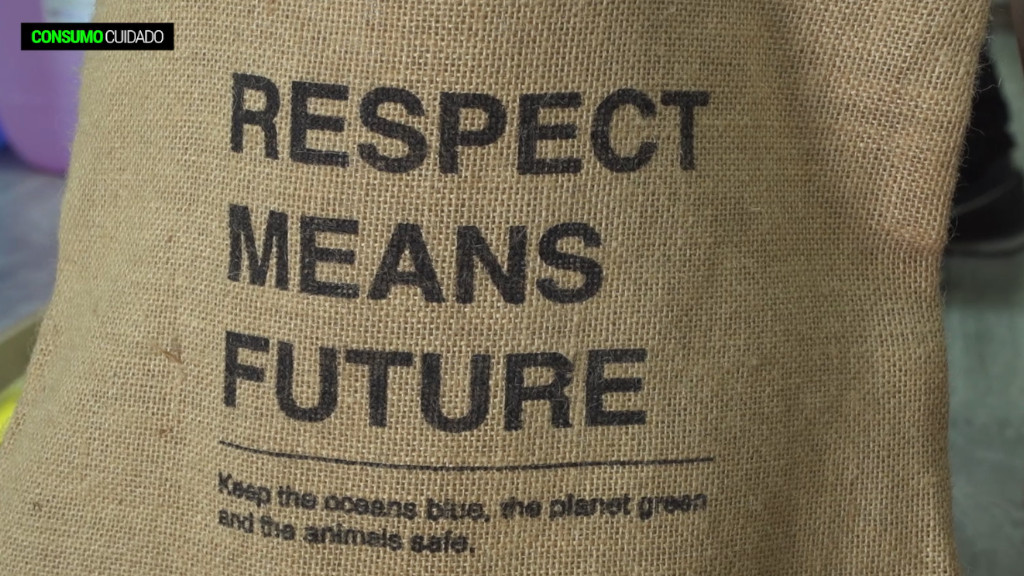 CONSUMO CUIDADO
RESPECT
MEANS
FUTURE
Keep the oceans blue, the planet green
and the animals safe.